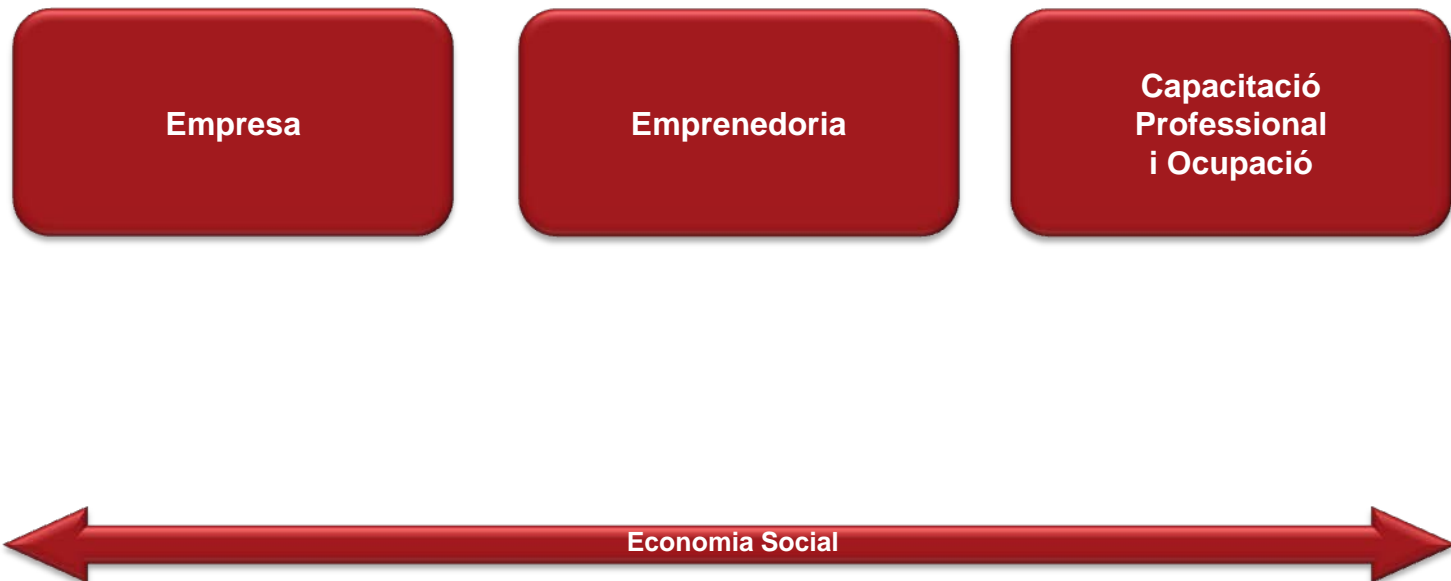 Empresa
Emprenedoria
Capacitació
Professional
i Ocupació
Economia Social